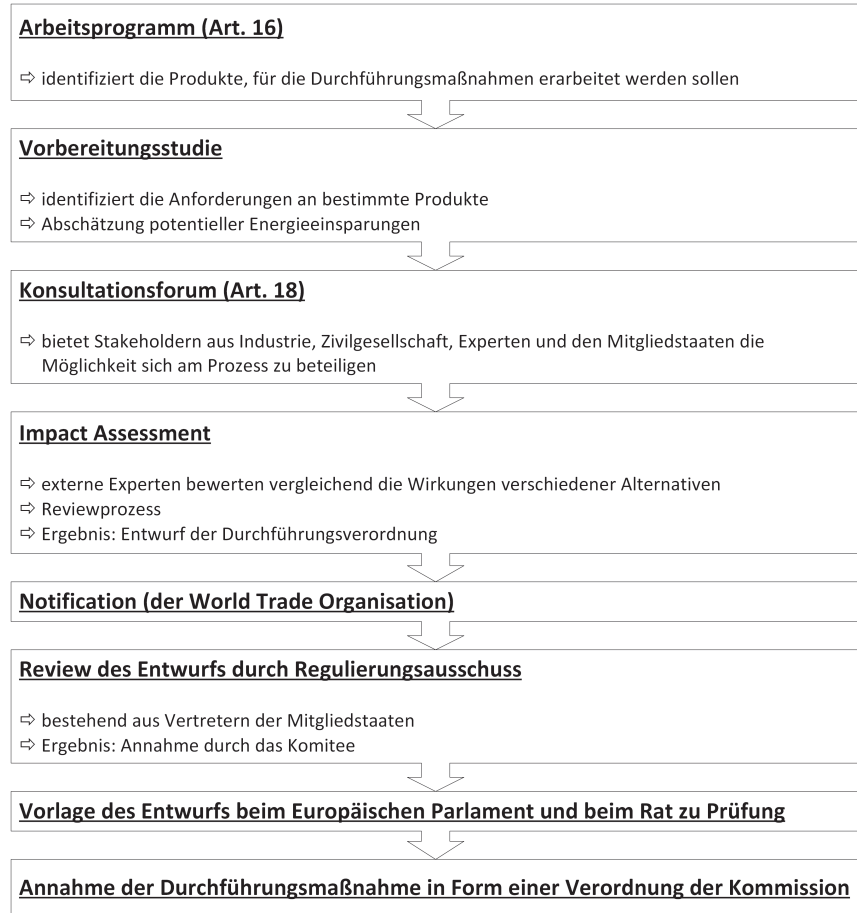 Arbeitsprogramm (Art. 16)
⇨ identifiziert die Produkte, für die Durchführungsmaßnahmen erarbeitet werden sollen
Vorbereitungsstudie
⇨ identifiziert die Anforderungen an bestimmte Produkte
⇨ Abschätzung potentieller Energieeinsparungen
Konsultationsforum (Art. 18)
⇨ bietet Stakeholdern aus Industrie, Zivilgesellschaft, Experten und den Mitgliedstaaten die
Möglichkeit sich am Prozess zu beteiligen
Impact Assessment
⇨ externe Experten bewerten vergleichend die Wirkungen verschiedener Alternativen
⇨ Reviewprozess
⇨ Ergebnis: Entwurf der Durchführungsverordnung
Notification (der World Trade Organisation)
Review des Entwurfs durch Regulierungsausschuss
⇨ bestehend aus Vertretern der Mitgliedstaaten
⇨ Ergebnis: Annahme durch das Komitee
Vorlage des Entwurfs beim Europäischen Parlament und beim Rat zu Prüfung
Annahme der Durchführungsmaßnahme in Form einer Verordnung der Kommission